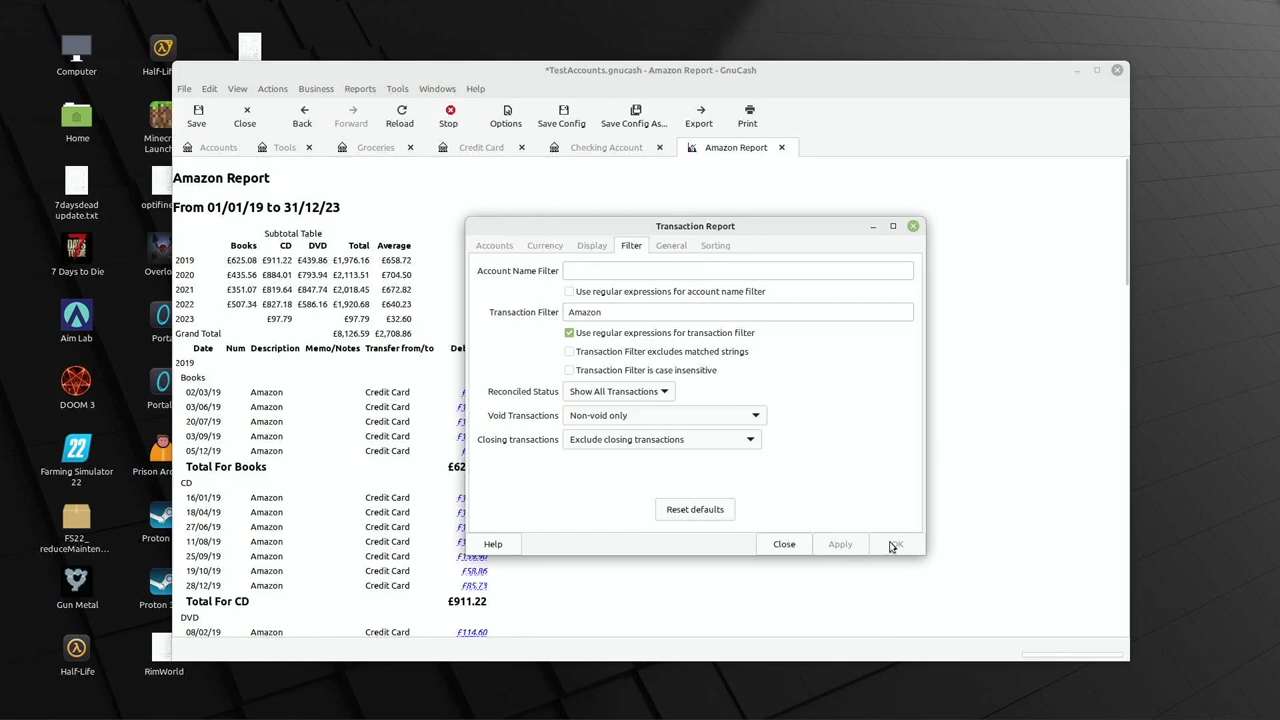 Computer
Half-Life
Home
Minecr
Launch
7daysdead
update.txt
optifine
7 Days to Die
Overlo
Aim Lab
Portal
DOOM 3
Portal
Farming Simulator
22
Prison Ar
FS22_
reduceMainten...
Proton
Gun Metal
Proton 3
Half-Life
RimWorld
*TestAccounts.gnucash - Amazon Report - GnuCash
File Edit View Actions Business Reports Tools Windows Help
Save Close Back Forward Reload Stop Options Save Config Save Config As... Export Print
Accounts Tools Groceries Credit Card Checking Account Amazon Report
Amazon Report
From 01/01/19 to 31/12/23
Subtotal Table
Books CD DVD Total Average
2019 £625.08 £911.22 £439.86 £1,976.16 £658.72
2020 £435.56 £884.01 £793.94 £2,113.51 £704.50
2021 £351.07 £819.64 £847.74 £2,018.45 £672.82
2022 £507.34 £827.18 £586.16 £1,920.68 £640.23
2023 £97.79 £97.79 £32.60
Grand Total £8,126.59 £2,708.86
Date Num Description Memo/Notes Transfer from/to De
2019
Books
02/03/19 Amazon Credit Card
03/06/19 Amazon Credit Card
20/07/19 Amazon Credit Card
03/09/19 Amazon Credit Card
05/12/19 Amazon Credit Card
Total For Books £62
CD
16/01/19 Amazon Credit Card
18/04/19 Amazon Credit Card
27/06/19 Amazon Credit Card
11/08/19 Amazon Credit Card
25/09/19 Amazon Credit Card
19/10/19 Amazon Credit Card £58.86
28/12/19 Amazon Credit Card £85.73
Total For CD £911.22
DVD
08/02/19 Amazon Credit Card £114.60
Transaction Report
Accounts Currency Display Filter General Sorting
Account Name Filter
Use regular expressions for account name filter
Transaction Filter Amazon
Use regular expressions for transaction filter
Transaction Filter excludes matched strings
Transaction Filter is case insensitive
Reconciled Status Show All Transactions
Void Transactions Non-void only
Closing transactions Exclude closing transactions
Reset defaults
Help Close Apply OK